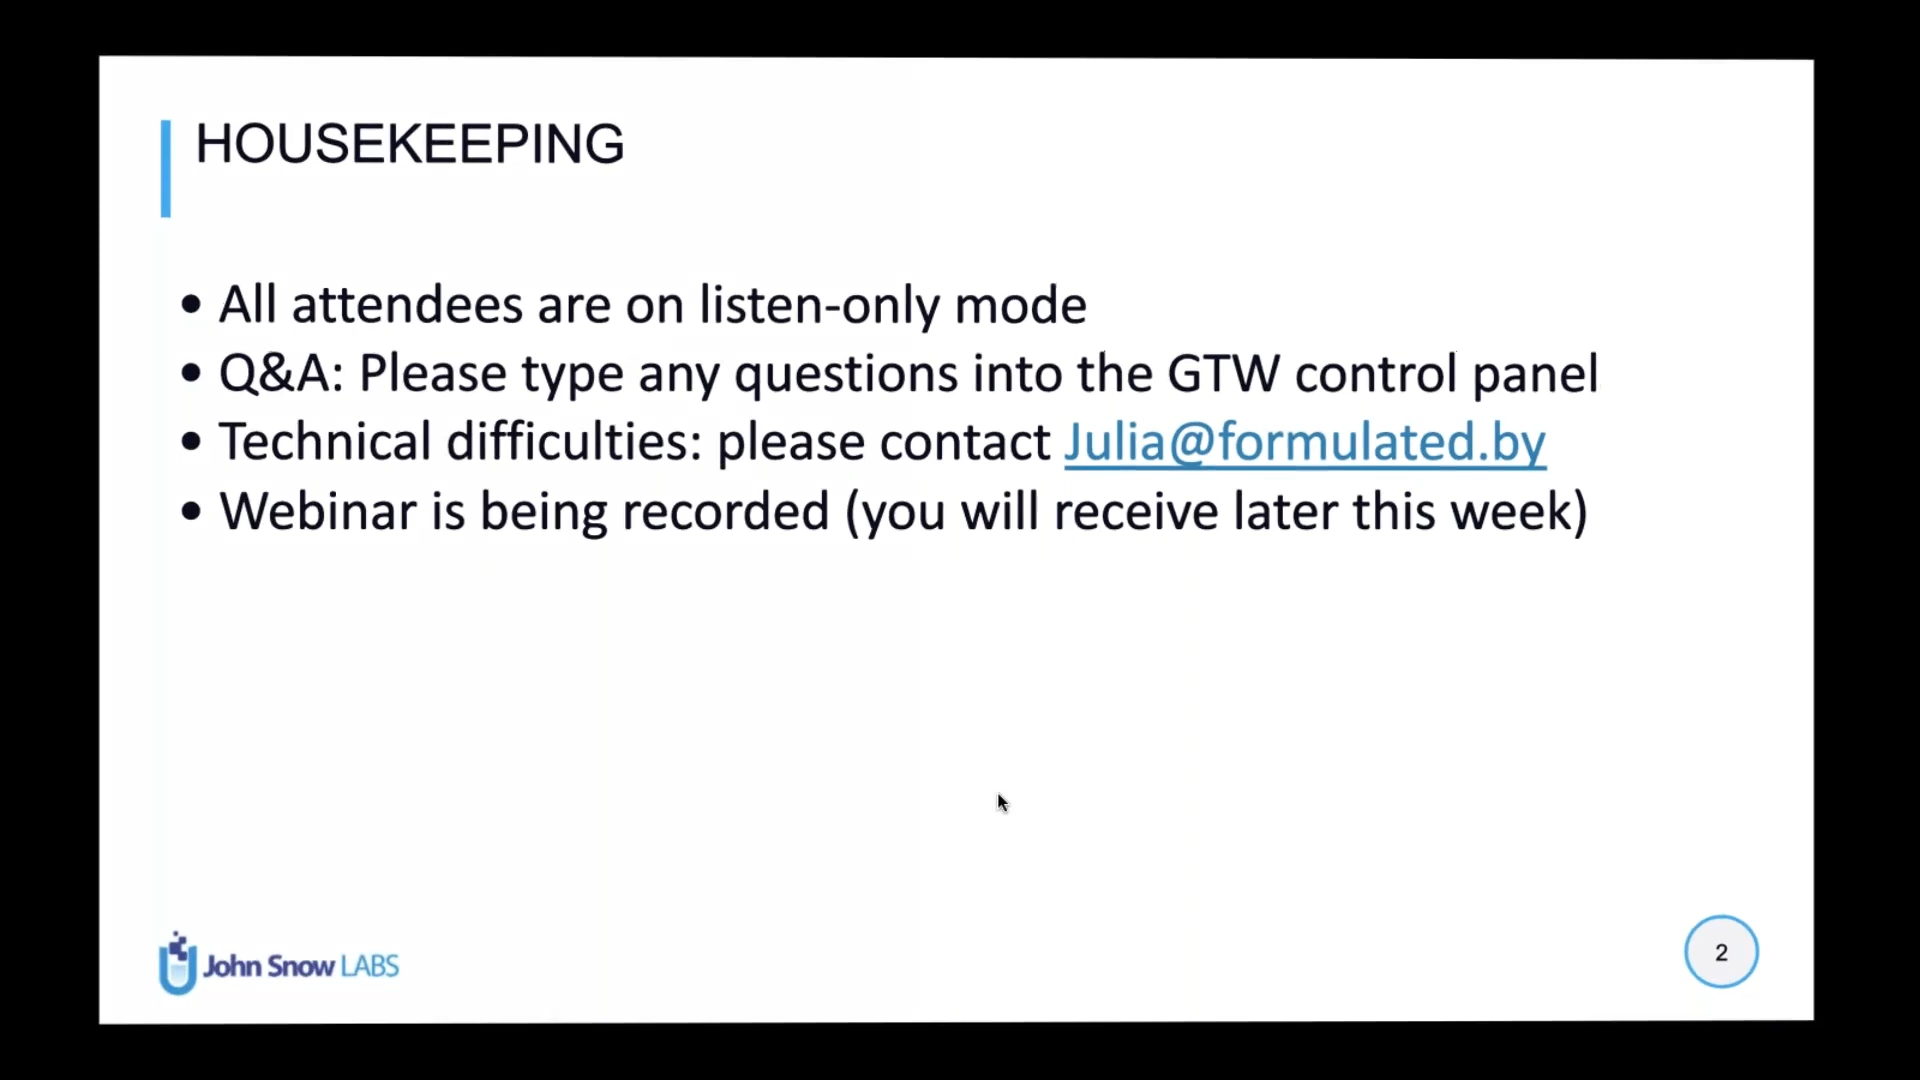 HOUSEKEEPING
• All attendees are on listen-only mode
• Q&A: Please type any questions into the GTW control panel
• Technical difficulties: please contact Julia@formulated.by
• Webinar is being recorded (you will receive later this week)
John Snow LABS
2